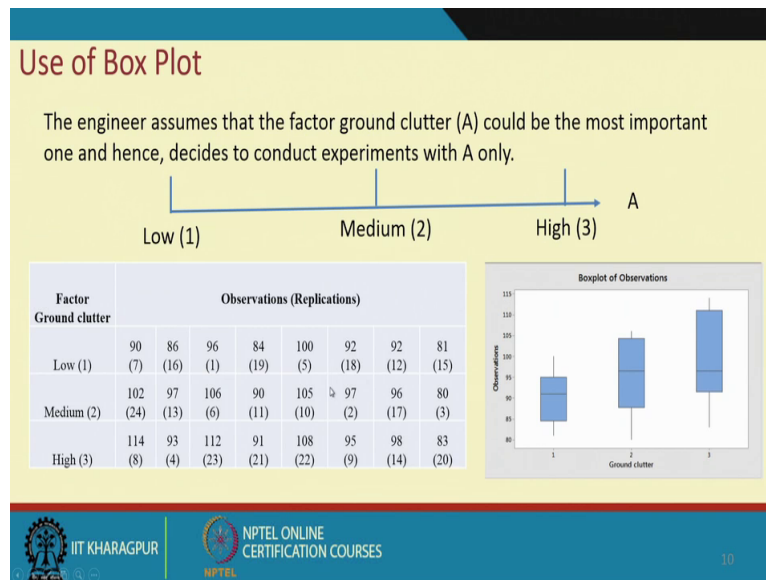 Use of Box Plot
The engineer assumes that the factor ground clutter (A) could be the most important
one and hence, decides to conduct experiments with A only.
A
Low (1) Medium (2) High (3)
Factor Ground clutter Observations (Replications)
90 86 96 84 100 92 92 81
Low (1) (7) (16) (1) (19) (5) (18) (12) (15)
102 97 106 90 105 97 96 80
Medium (2) (24) (13) (6) (11) (10) (2) (17) (3)
114 93 112 91 108 95 98 83
High (3) (8) (4) (23) (21) (22) (9) (14) (20)
Boxplot of Observations
115
110
105
100
95
90
85
80
Observations
1 2 3
Ground clutter
IIT KHARAGPUR
NPTEL
NPTEL ONLINE
CERTIFICATION COURSES
10